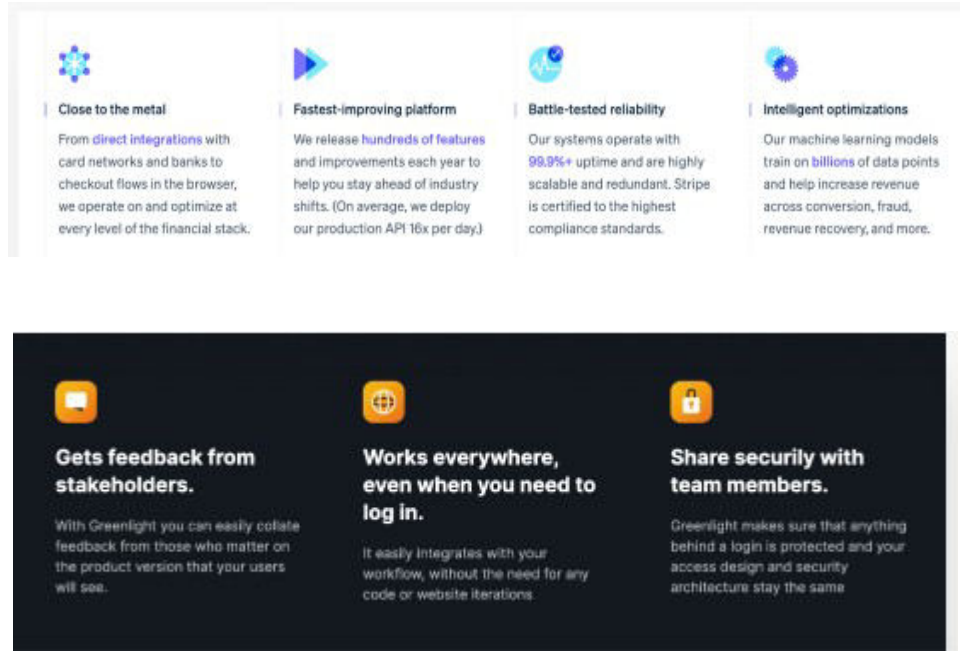 Close to the metal
From direct integrations with
card networks and banks to
checkout flows in the browser,
we operate on and optimize at
every level of the financial stack.
Fastest-improving platform
We release hundreds of features
and improvements each year to
help you stay ahead of industry
shifts. (On average, we deploy
our production API 16x per day.)
Battle-tested reliability
Our systems operate with
99.9%+ uptime and are highly
scalable and redundant. Stripe
is certified to the highest
compliance standards.
Intelligent optimizations
Our machine learning models
train on billions of data points
and help increase revenue
across conversion, fraud,
revenue recovery, and more.
Gets feedback from
stakeholders.
With Greenlight you can easily collate
feedback from those who matter on
the product version that your users
will see.
Works everywhere,
even when you need to
log in.
It easily integrates with your
workflow, without the need for any
code or website iterations
Share securily with
team members.
Greenlight makes sure that anything
behind a login is protected and your
access design and security
architecture stay the same